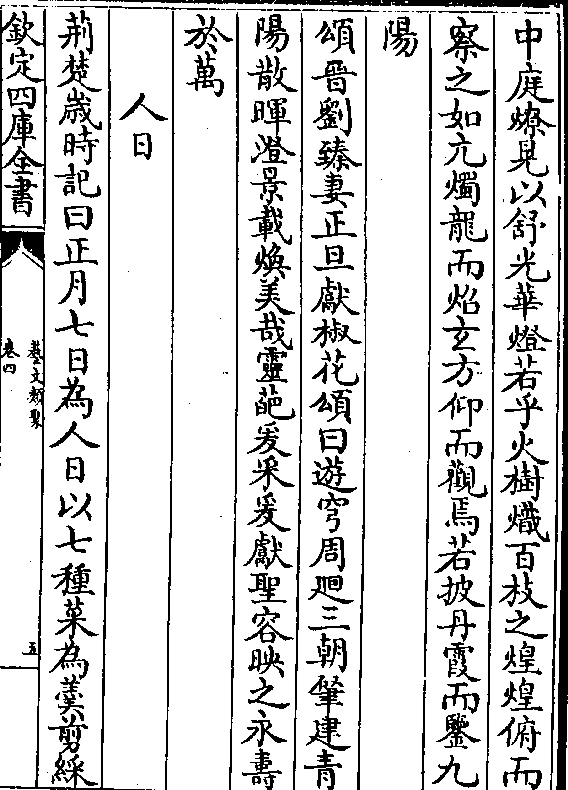 中庭燎晃以舒光華燈若乎火樹熾百枝之煌煌俯而
察之如亢燭龍而炤玄方仰而觀焉若披丹霞而鑒九
陽
頌晉劉臻妻正旦獻椒花頌曰遊穹周廻三朝肇建青
陽散暉澄景載煥美哉靈葩爰采爰獻聖容映之永壽
於萬
人日
荊楚歲時記曰正月七日為人日以七種菜為羹剪綵
欽定四庫全書
藝文類聚
卷四
五